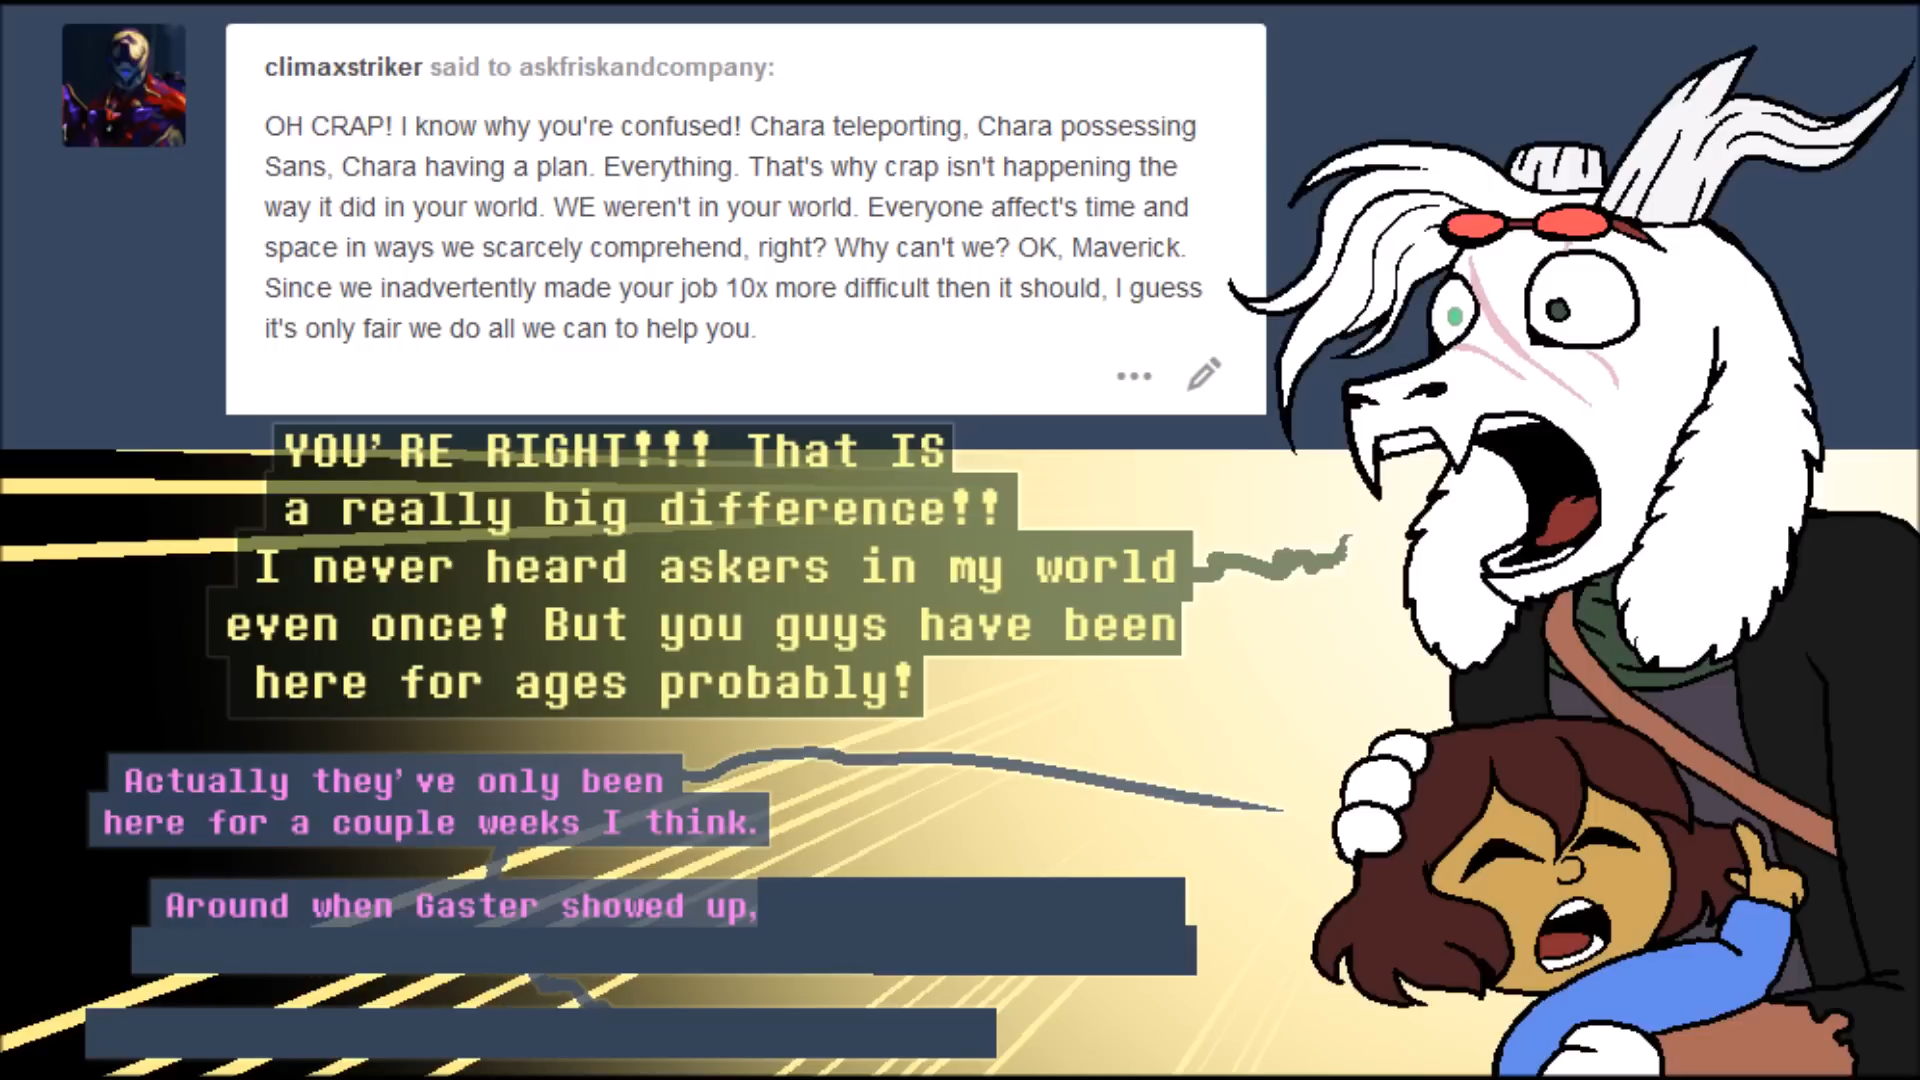 climaxstriker said to askfriskandcompany:
OH CRAP! I know why you're confused! Chara teleporting, Chara possessing
Sans, Chara having a plan. Everything. That's why crap isn't happening the
way it did in your world. WE weren't in your world. Everyone affect's time and
space in ways we scarcely comprehend, right? Why can't we? OK, Maverick.
Since we inadvertently made your job 10x more difficult then it should, I guess
it's only fair we do all we can to help you.
YOU'RE RIGHT!!! That IS
a really big difference!!
I never heard askers in my world
even once! But you guys have been
here for ages probably!
Actually they've only been
here for a couple weeks I think.
Around when Gaster showed up,